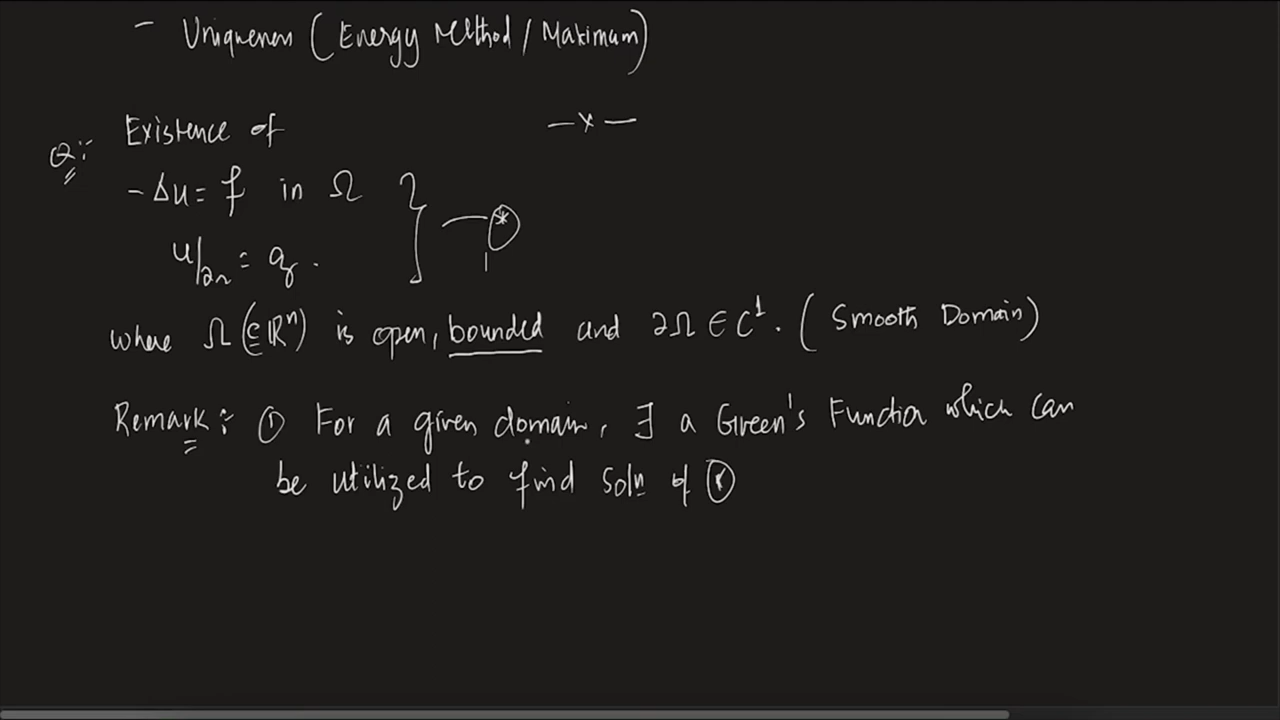 - Uniqueness (Energy Method / Maximum)
Q:- Existence of —x—
-Δu = f in Ω } — ⊛
u/∂Ω = g.
where Ω (⊆ ℝⁿ) is open, bounded and ∂Ω ∈ C¹. (Smooth Domain)
Remark:- ① For a given domain, ∃ a Green's Function which can
be utilized to find soln of ⊛